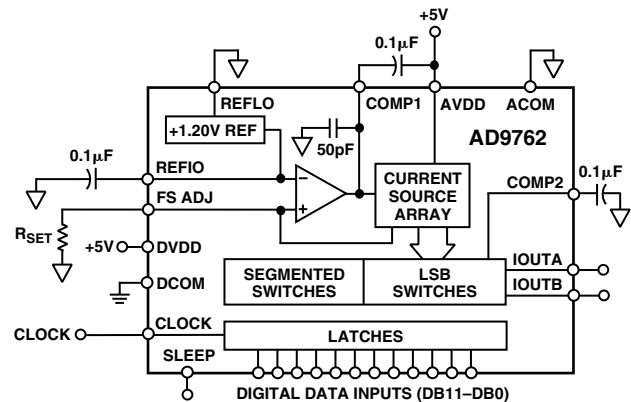 +5V
0.1µF
REFLO
COMP1
AVDD
ACOM
+1.20V REF
50pF
AD9762
0.1µF
REFIO
–
+
CURRENT
SOURCE
ARRAY
COMP2
0.1µF
FS ADJ
RSET
+5V
DVDD
DCOM
SEGMENTED
SWITCHES
LSB
SWITCHES
IOUTA
IOUTB
CLOCK
CLOCK
LATCHES
SLEEP
DIGITAL DATA INPUTS (DB11–DB0)